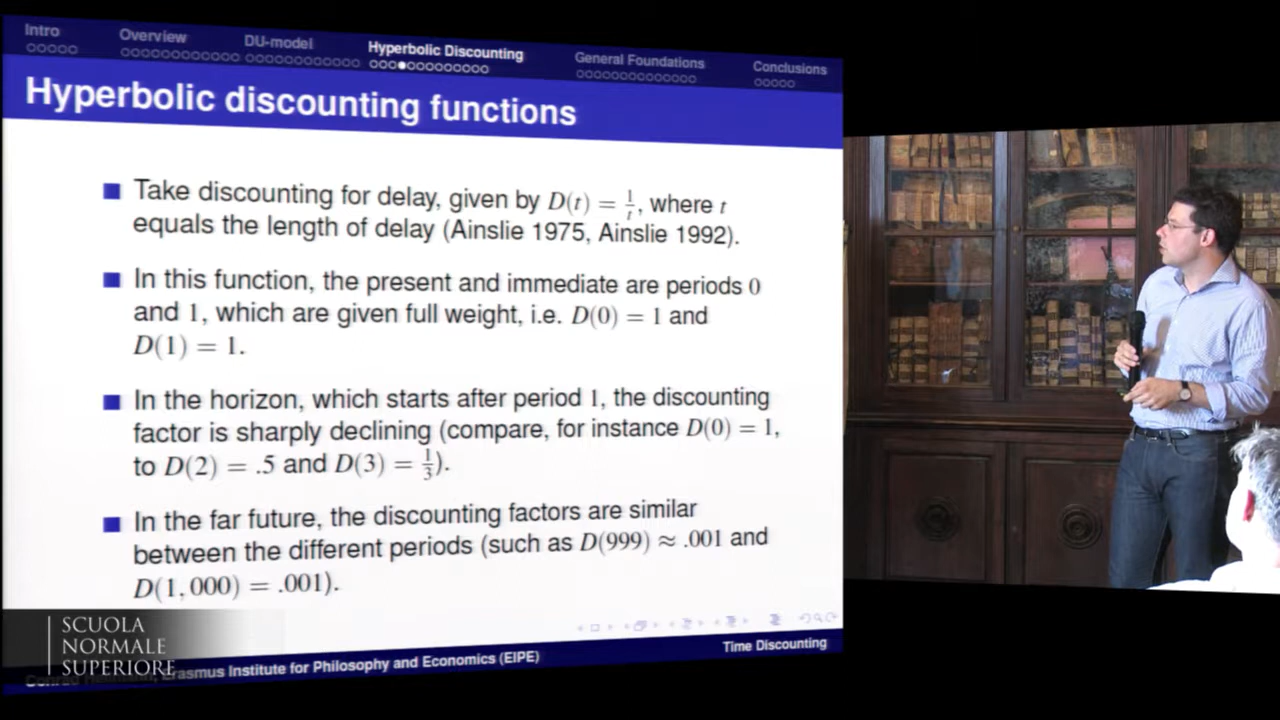 Intro Overview DU-model Hyperbolic Discounting General Foundations Conclusions
Hyperbolic discounting functions
Take discounting for delay, given by D(t) = 1/t, where t
equals the length of delay (Ainslie 1975, Ainslie 1992).
In this function, the present and immediate are periods 0
and 1, which are given full weight, i.e. D(0) = 1 and
D(1) = 1.
In the horizon, which starts after period 1, the discounting
factor is sharply declining (compare, for instance D(0) = 1,
to D(2) = .5 and D(3) = 1/3).
In the far future, the discounting factors are similar
between the different periods (such as D(999) ≈ .001 and
D(1,000) = .001).
SCUOLA
NORMALE
SUPERIORE
Erasmus Institute for Philosophy and Economics (EIPE) Time Discounting